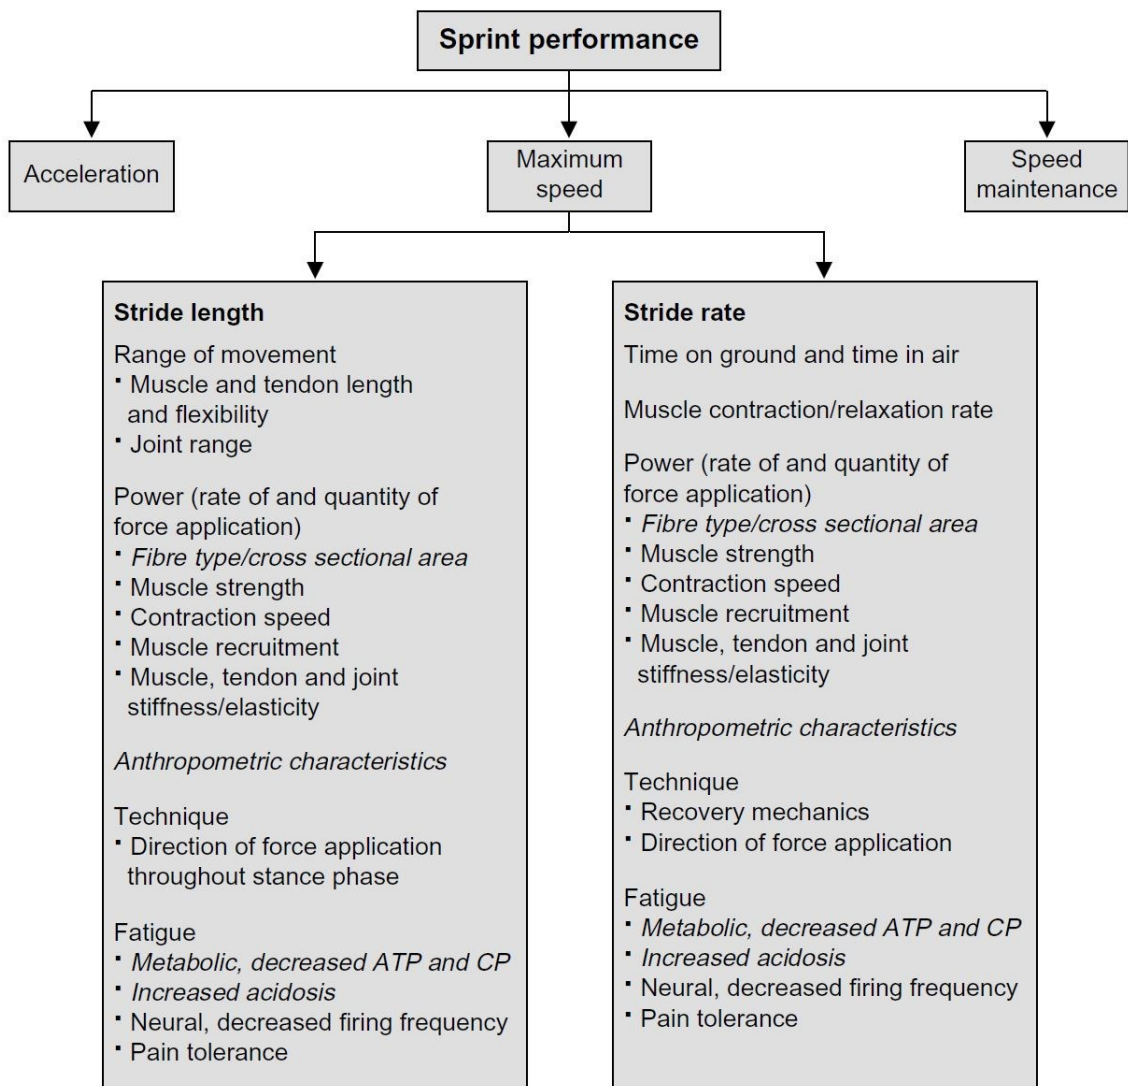 Sprint performance
Acceleration
Maximum
speed
Speed
maintenance
Stride length
Range of movement
▪ Muscle and tendon length
and flexibility
▪ Joint range
Power (rate of and quantity of
force application)
▪ Fibre type/cross sectional area
▪ Muscle strength
▪ Contraction speed
▪ Muscle recruitment
▪ Muscle, tendon and joint
stiffness/elasticity
Anthropometric characteristics
Technique
▪ Direction of force application
throughout stance phase
Fatigue
▪ Metabolic, decreased ATP and CP
▪ Increased acidosis
▪ Neural, decreased firing frequency
▪ Pain tolerance
Stride rate
Time on ground and time in air
Muscle contraction/relaxation rate
Power (rate of and quantity of
force application)
▪ Fibre type/cross sectional area
▪ Muscle strength
▪ Contraction speed
▪ Muscle recruitment
▪ Muscle, tendon and joint
stiffness/elasticity
Anthropometric characteristics
Technique
▪ Recovery mechanics
▪ Direction of force application
Fatigue
▪ Metabolic, decreased ATP and CP
▪ Increased acidosis
▪ Neural, decreased firing frequency
▪ Pain tolerance